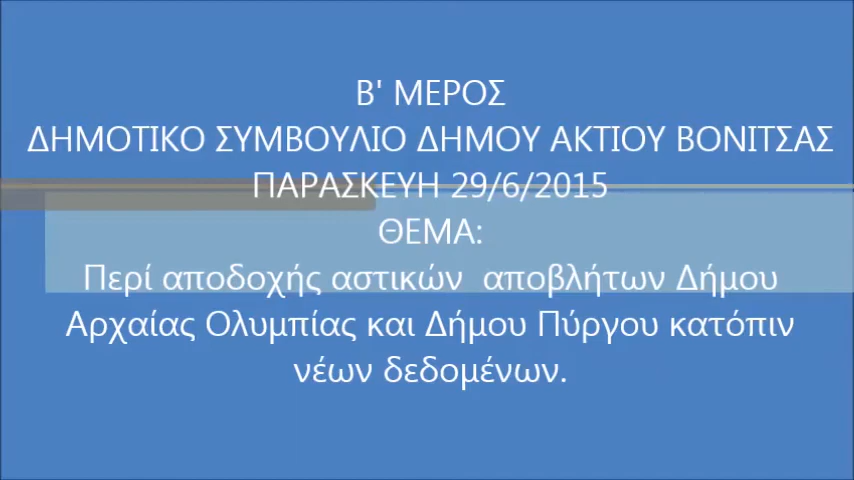 Β' ΜΕΡΟΣ
ΔΗΜΟΤΙΚΟ ΣΥΜΒΟΥΛΙΟ ΔΗΜΟΥ ΑΚΤΙΟΥ ΒΟΝΙΤΣΑΣ
ΠΑΡΑΣΚΕΥΗ 29/6/2015
ΘΕΜΑ:
Περί αποδοχής αστικών  αποβλήτων Δήμου
Αρχαίας Ολυμπίας και Δήμου Πύργου κατόπιν
νέων δεδομένων.